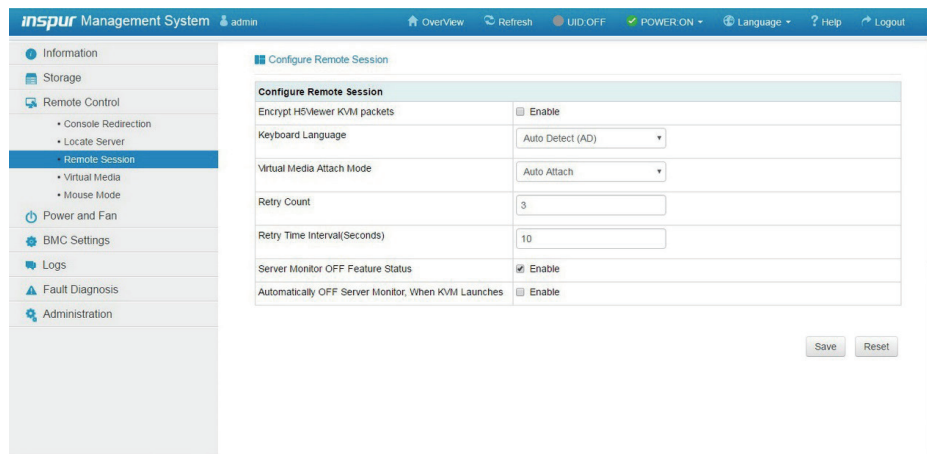 inspur Management System admin OverView Refresh UID:OFF POWER:ON Language Help Logout
Information
Storage
Remote Control
• Console Redirection
• Locate Server
• Remote Session
• Virtual Media
• Mouse Mode
Power and Fan
BMC Settings
Logs
Fault Diagnosis
Administration
Configure Remote Session
Configure Remote Session
Encrypt H5Viewer KVM packets Enable
Keyboard Language Auto Detect (AD)
Virtual Media Attach Mode Auto Attach
Retry Count 3
Retry Time Interval(Seconds) 10
Server Monitor OFF Feature Status Enable
Automatically OFF Server Monitor, When KVM Launches Enable
Save Reset